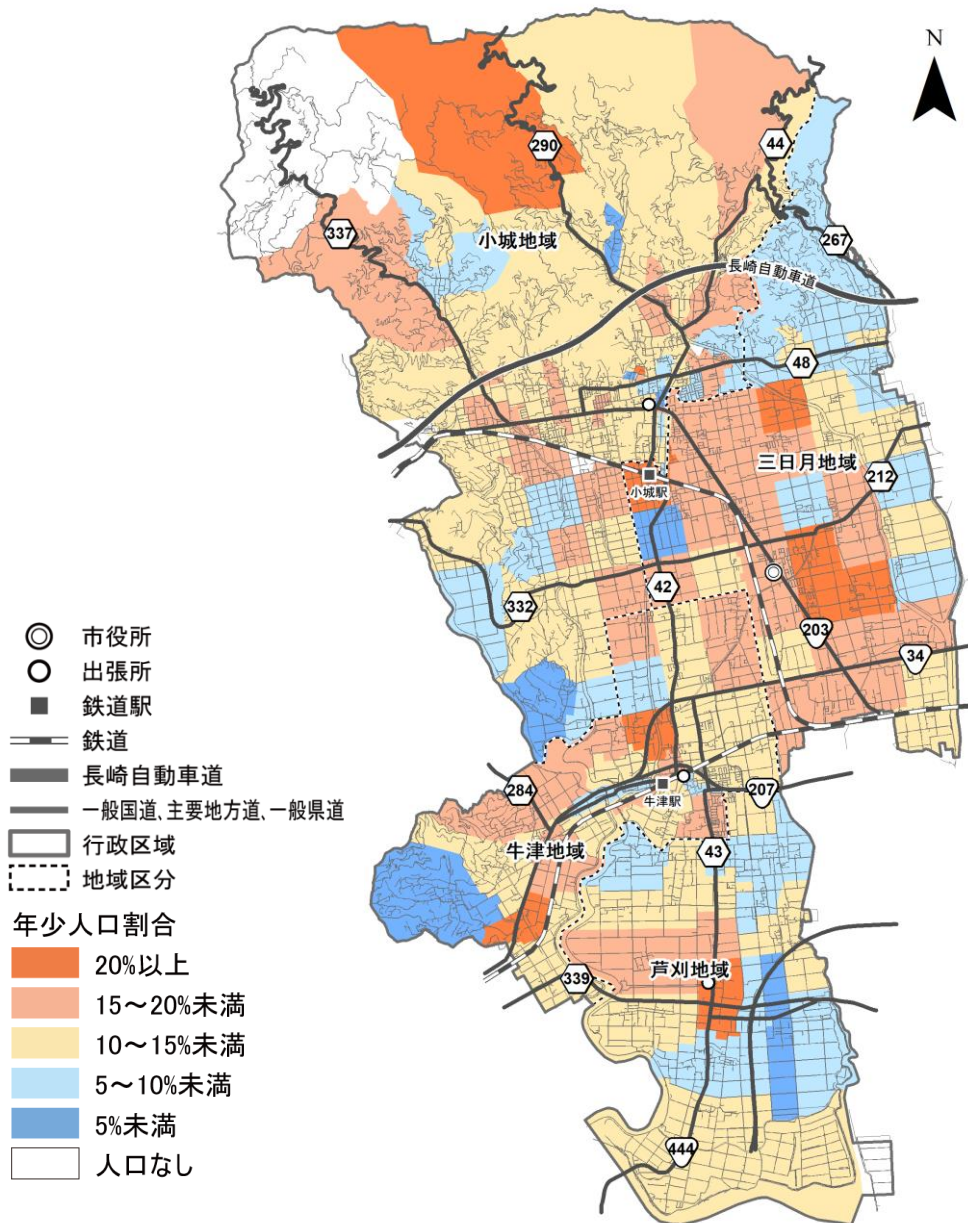 N
290
44
337
小城地域
267
長崎自動車道
48
三日月地域
212
小城駅
42
332
203
34
牛津駅
207
284
牛津地域
43
芦刈地域
339
444
市役所
出張所
鉄道駅
鉄道
長崎自動車道
一般国道、主要地方道、一般県道
行政区域
地域区分
年少人口割合
20%以上
15～20%未満
10～15%未満
5～10%未満
5%未満
人口なし